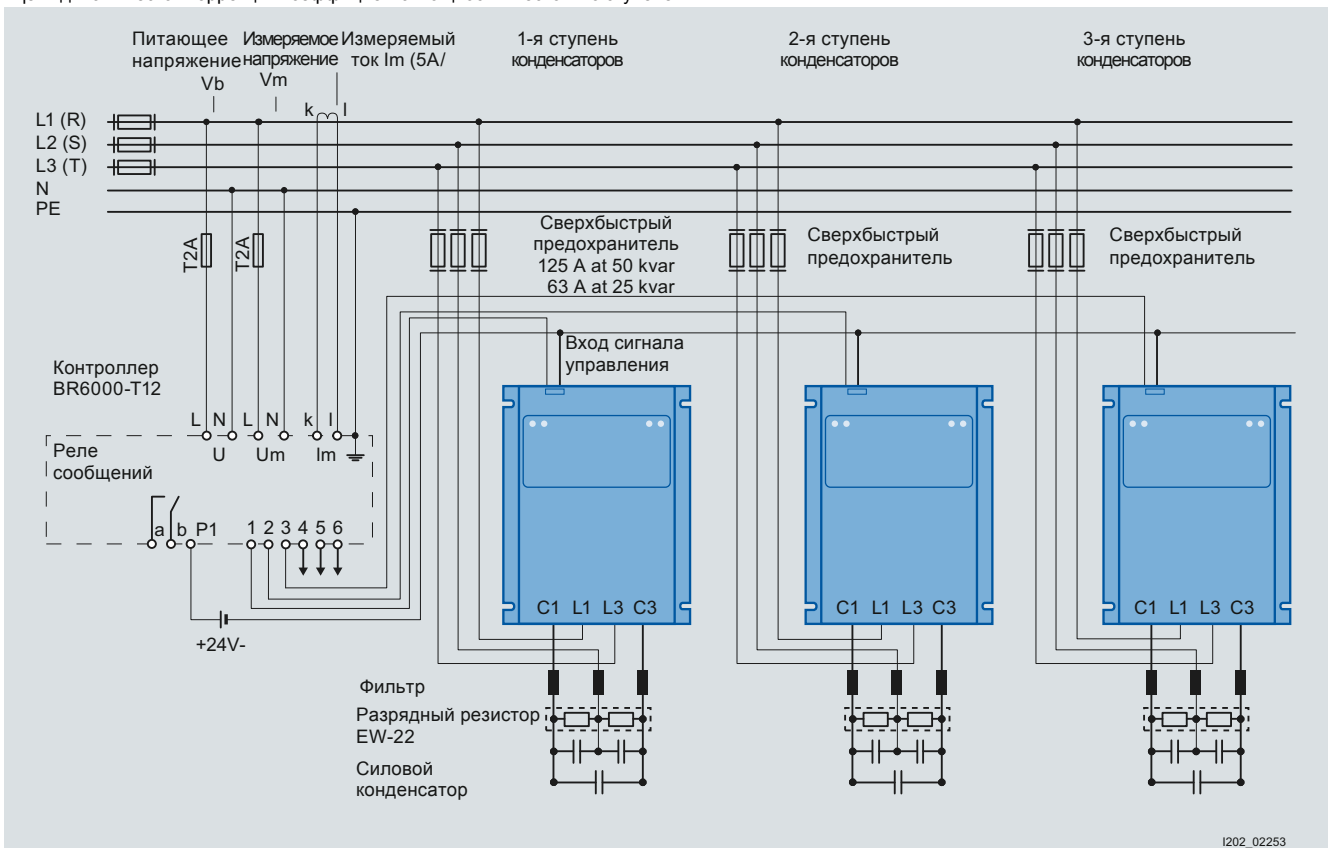 Питающее
напряжение
Vb
Измеряемое
напряжение
Vm
Измеряемый
ток Im (5A/
1-я ступень
конденсаторов
2-я ступень
конденсаторов
3-я ступень
конденсаторов
k l
L1 (R)
L2 (S)
L3 (T)
N
PE
T2A
T2A
Сверхбыстрый
предохранитель
125 A at 50 kvar
63 A at 25 kvar
Сверхбыстрый
предохранитель
Сверхбыстрый
предохранитель
Вход сигнала
управления
Контроллер
BR6000-T12
L N L N k l
U Um Im
Реле
сообщений
a b P1 1 2 3 4 5 6
+24V-
C1 L1 L3 C3
C1 L1 L3 C3
C1 L1 L3 C3
Фильтр
Разрядный резистор
EW-22
Силовой
конденсатор
I202_02253